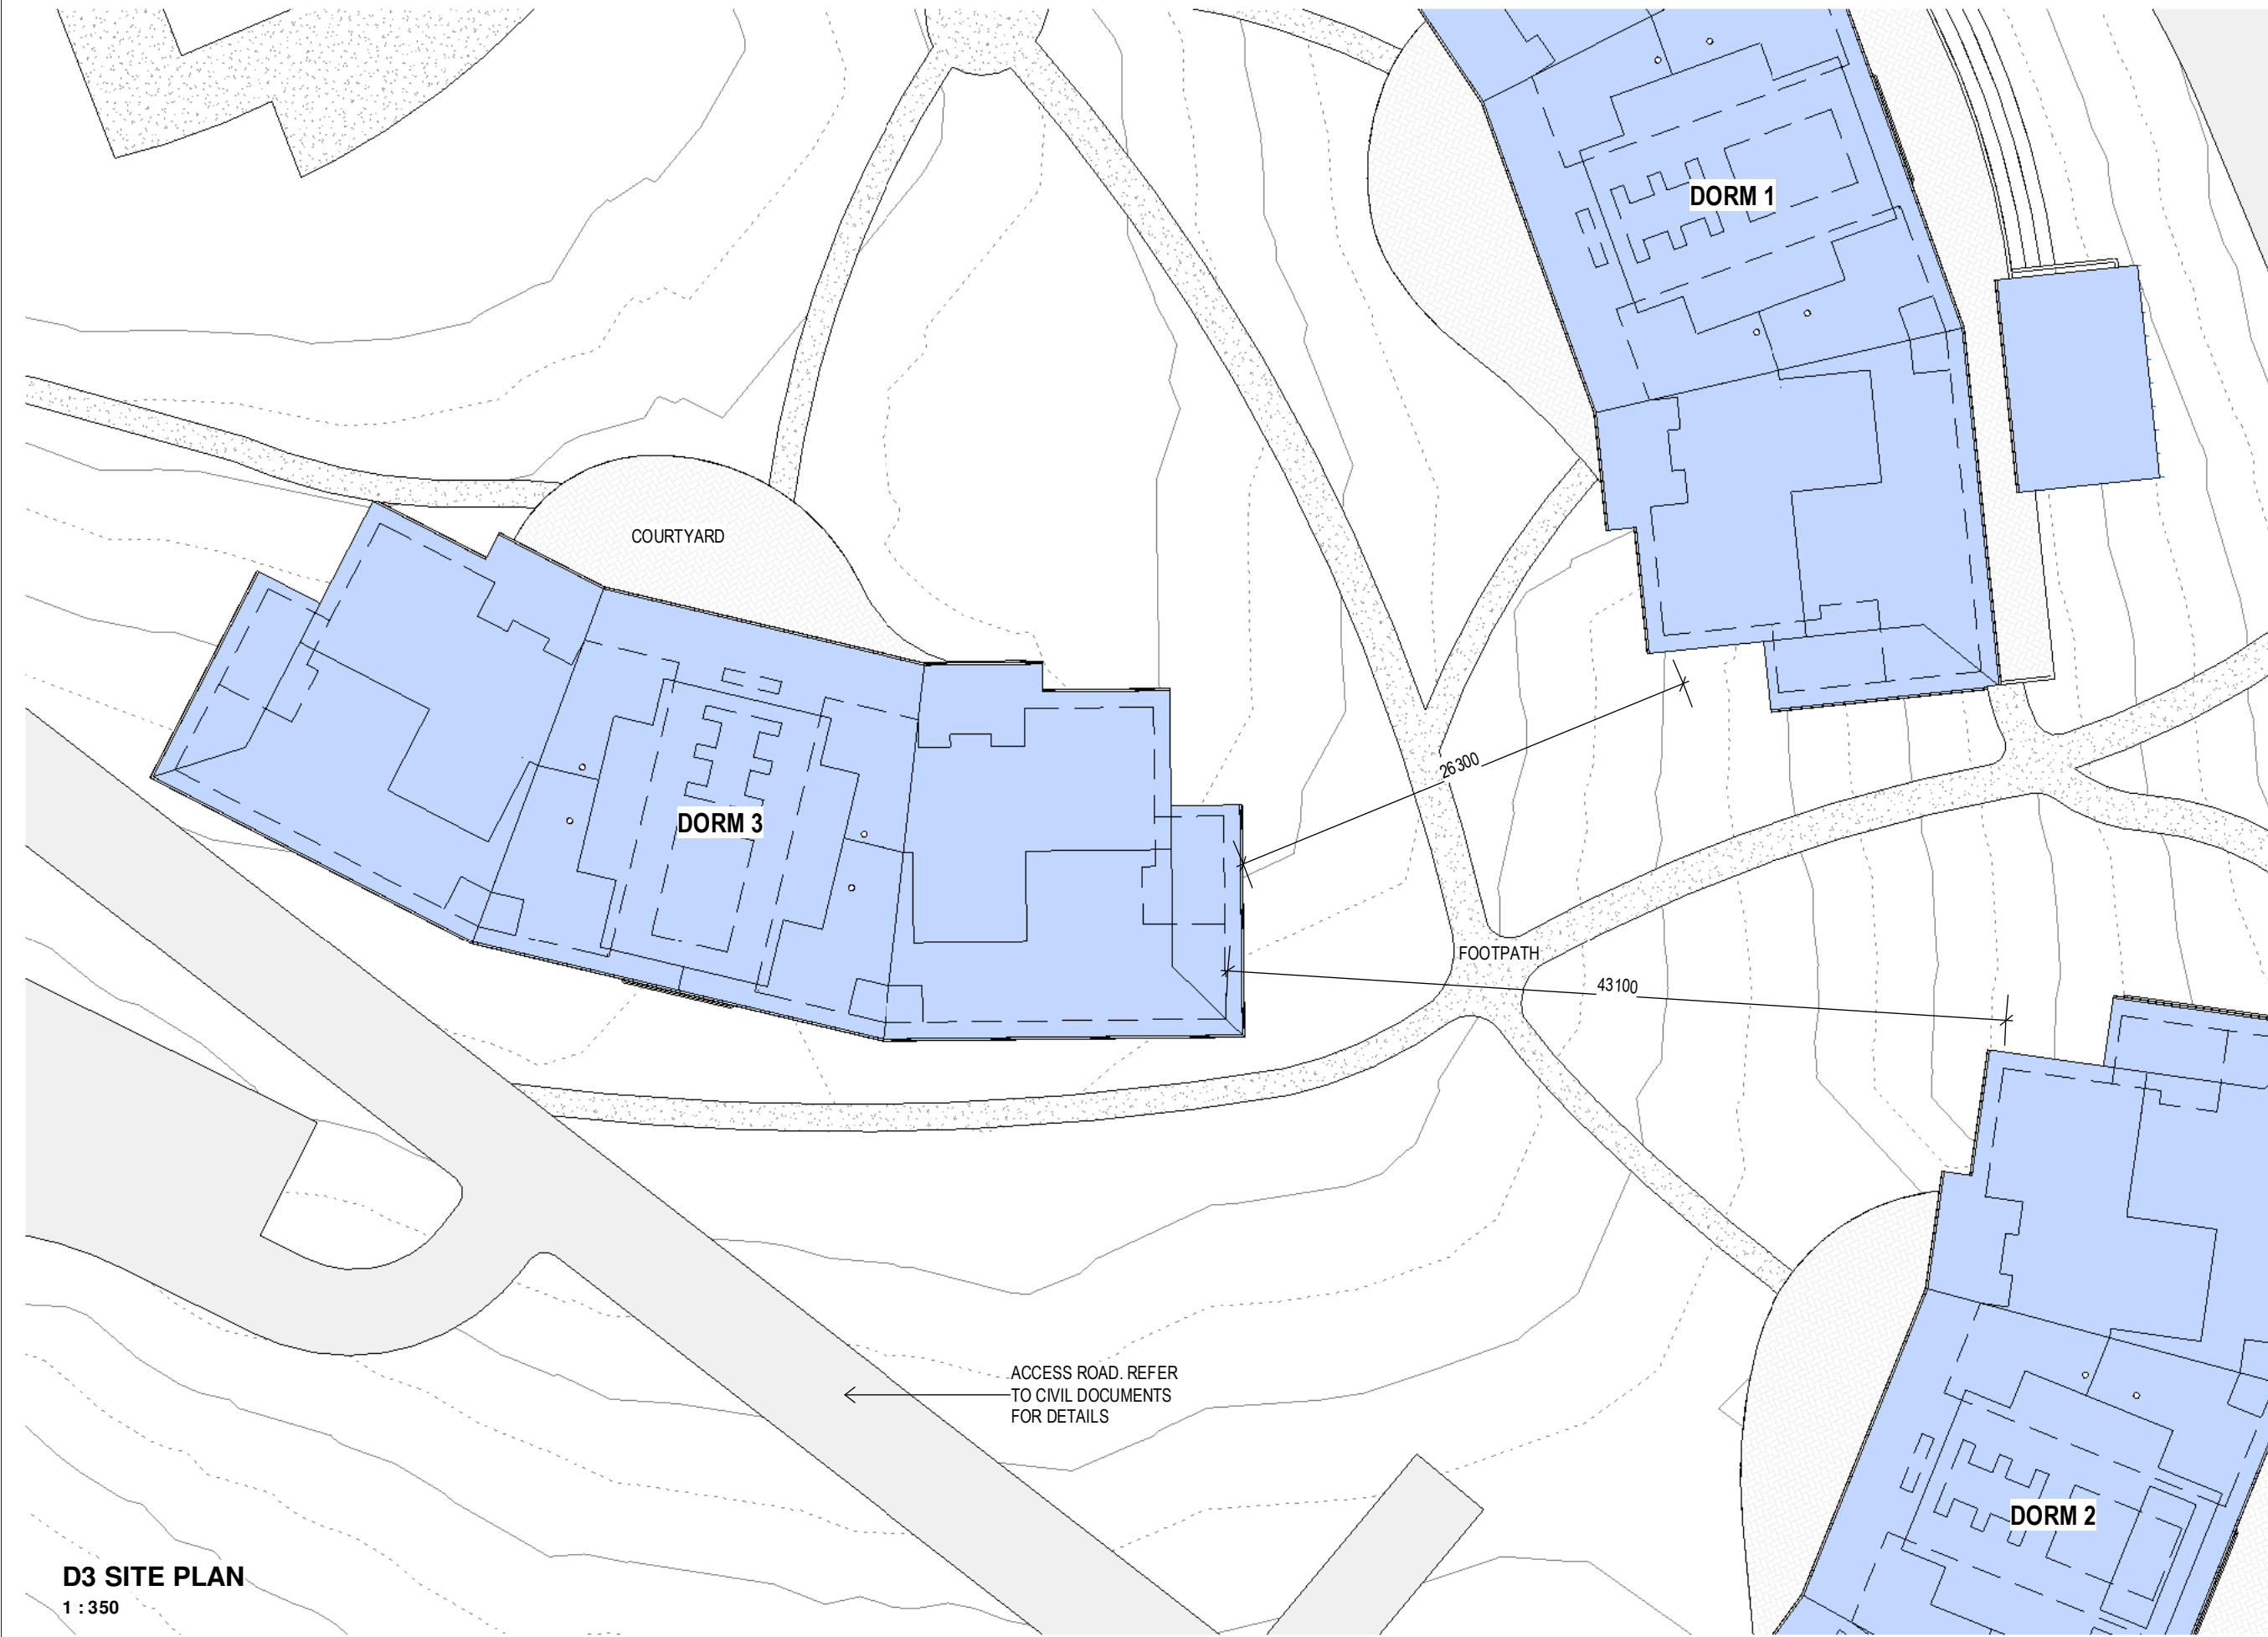 DORM 1
COURTYARD
26300
DORM 3
FOOTPATH
43100
ACCESS ROAD. REFER
TO CIVIL DOCUMENTS
FOR DETAILS
DORM 2
D3 SITE PLAN
1 : 350